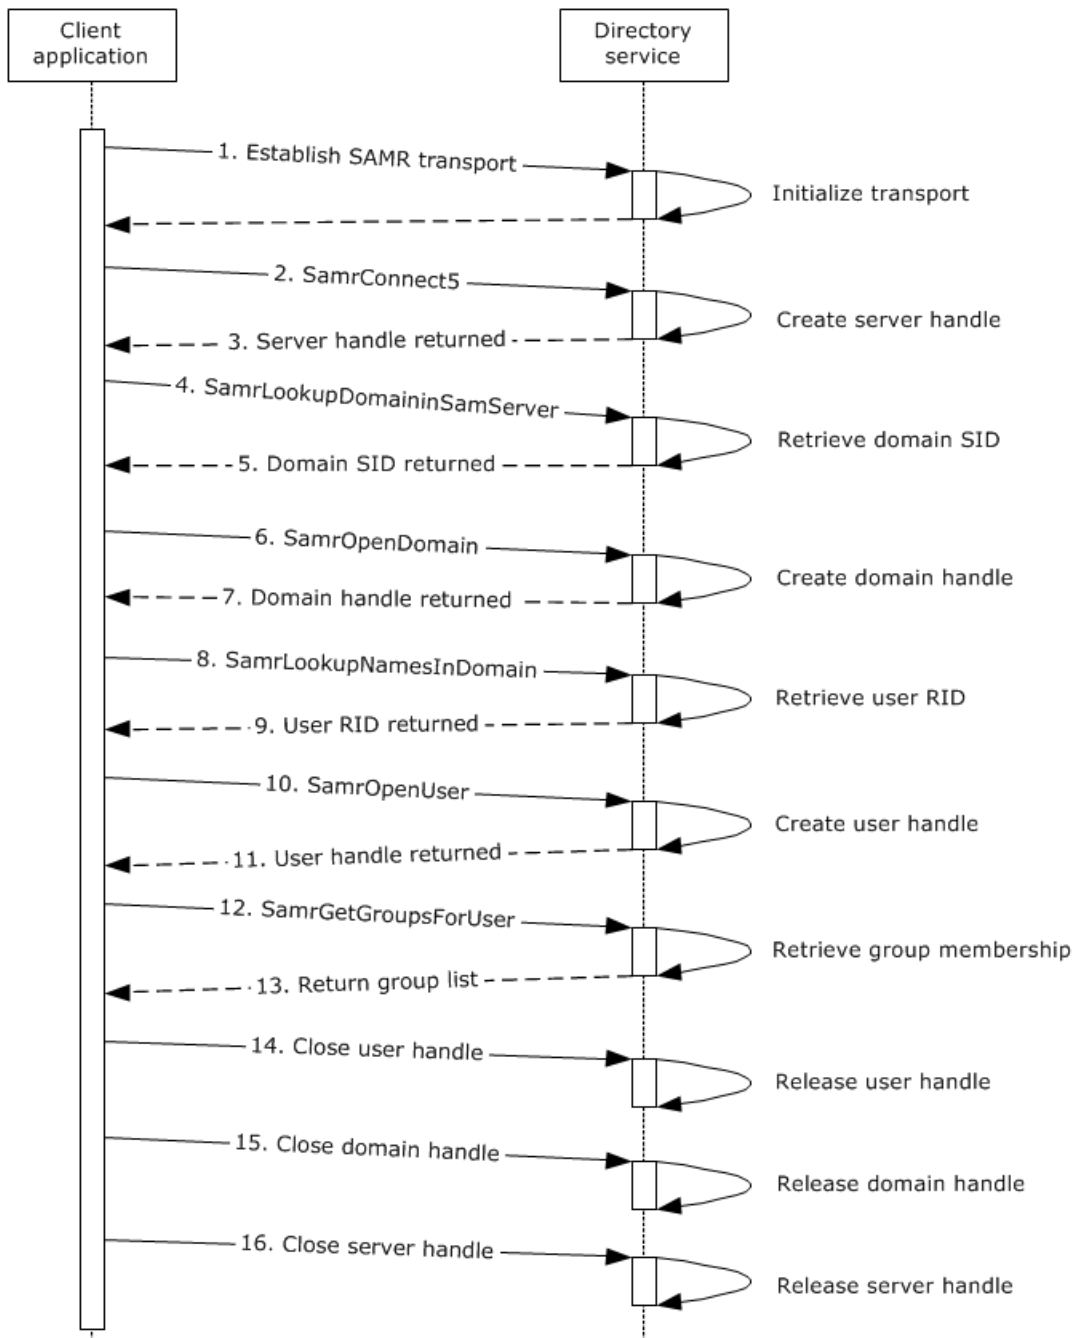 Client
application
Directory
service
1. Establish SAMR transport
Initialize transport
2. SamrConnect5
Create server handle
3. Server handle returned
4. SamrLookupDomaininSamServer
Retrieve domain SID
5. Domain SID returned
6. SamrOpenDomain
Create domain handle
7. Domain handle returned
8. SamrLookupNamesInDomain
Retrieve user RID
9. User RID returned
10. SamrOpenUser
Create user handle
11. User handle returned
12. SamrGetGroupsForUser
Retrieve group membership
13. Return group list
14. Close user handle
Release user handle
15. Close domain handle
Release domain handle
16. Close server handle
Release server handle